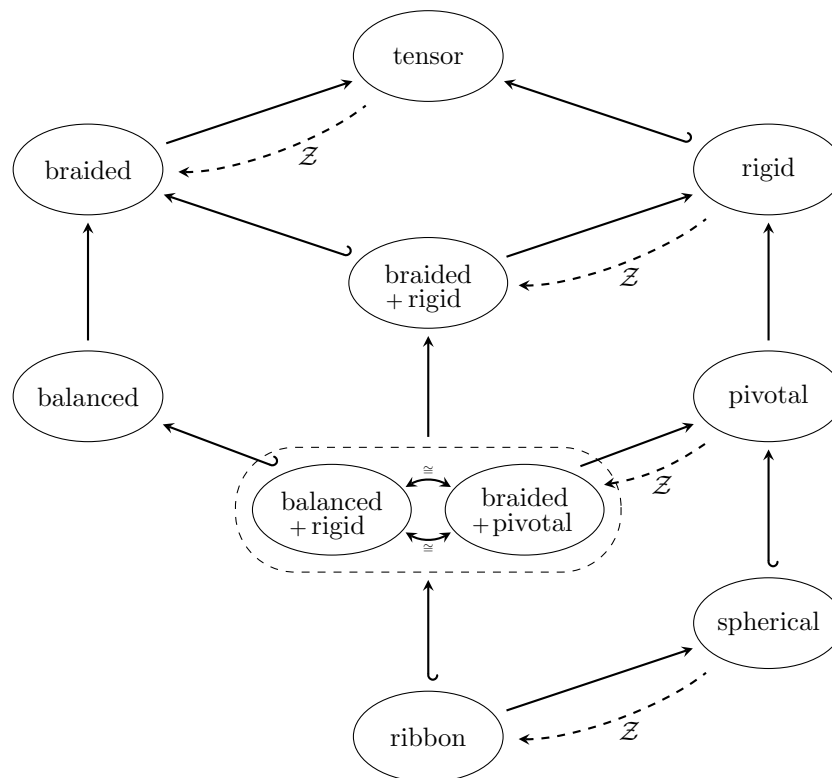 tensor
braided
𝒵
rigid
braided
+ rigid
𝒵
balanced
pivotal
≅
balanced
+ rigid
braided
+ pivotal
𝒵
≅
spherical
ribbon
𝒵